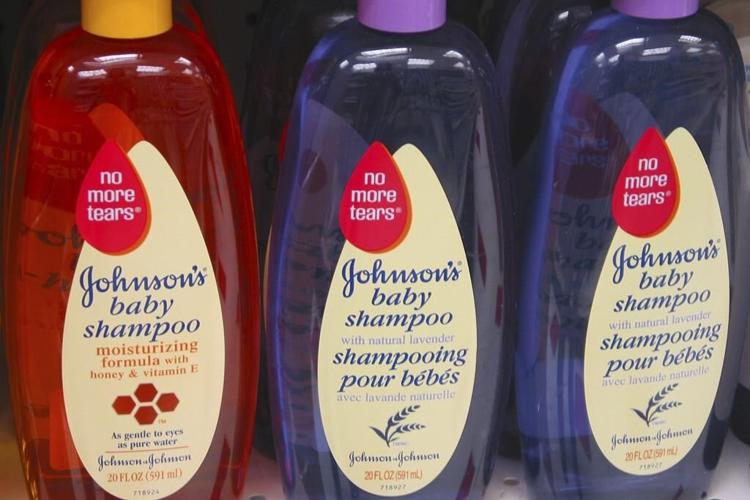 no
more
tears®
Johnson's®
baby
shampoo
moisturizing
formula with
honey & vitamin E
™
As gentle to eyes
as pure water
Johnson & Johnson
20 FL OZ (591 ml)
718924
no
more
tears®
Johnson's®
baby
shampoo
with natural lavender
shampooing
pour bébés
avec lavande naturelle
Johnson & Johnson
20 FL OZ (591 mL)
718927
no
more
tears®
Johnson's®
baby
shampoo
with natural lavender
shampooing
pour bébés
avec lavande naturelle
Johnson & Johnson
20 FL OZ (591 mL)
718927